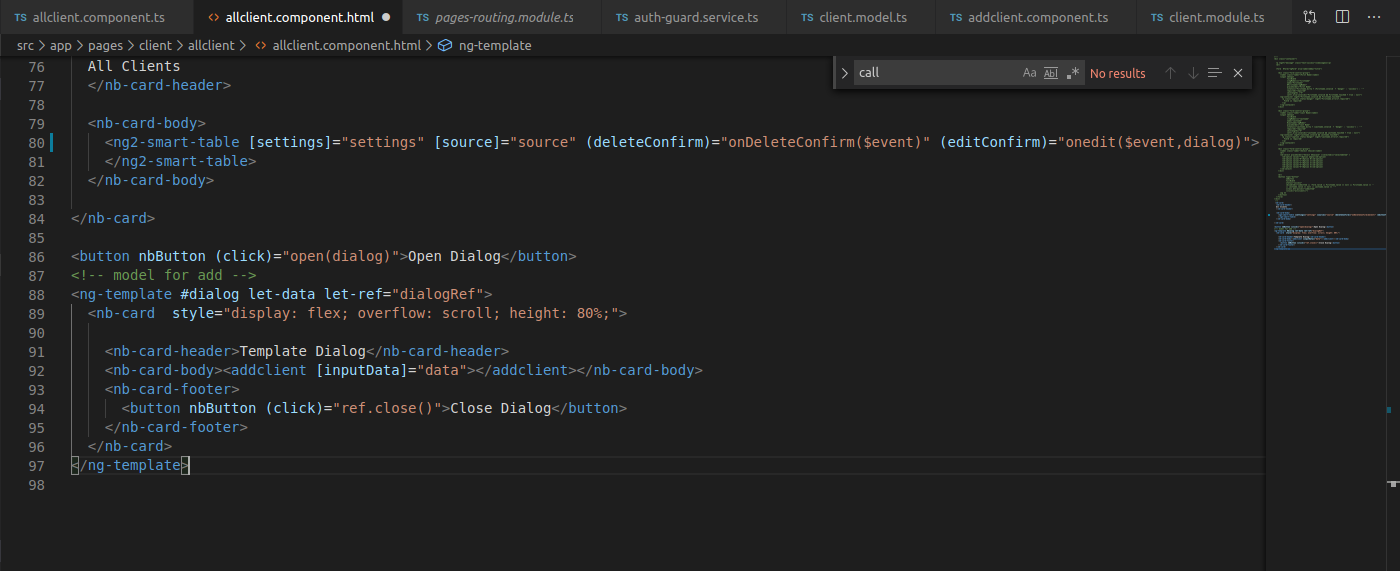 TS allclient.component.ts <> allclient.component.html ● TS pages-routing.module.ts TS auth-guard.service.ts TS client.model.ts TS addclient.component.ts TS client.module.ts ...
src > app > pages > client > allclient > <> allclient.component.html > ng-template
call Aa Abl .* No results
76 All Clients
77 </nb-card-header>
78
79 <nb-card-body>
80 <ng2-smart-table [settings]="settings" [source]="source" (deleteConfirm)="onDeleteConfirm($event)" (editConfirm)="onedit($event,dialog)">
81 </ng2-smart-table>
82 </nb-card-body>
83
84 </nb-card>
85
86 <button nbButton (click)="open(dialog)">Open Dialog</button>
87 <!-- model for add -->
88 <ng-template #dialog let-data let-ref="dialogRef">
89 <nb-card  style="display: flex; overflow: scroll; height: 80%;">
90
91 <nb-card-header>Template Dialog</nb-card-header>
92 <nb-card-body><addclient [inputData]="data"></addclient></nb-card-body>
93 <nb-card-footer>
94 <button nbButton (click)="ref.close()">Close Dialog</button>
95 </nb-card-footer>
96 </nb-card>
97 </ng-template>
98